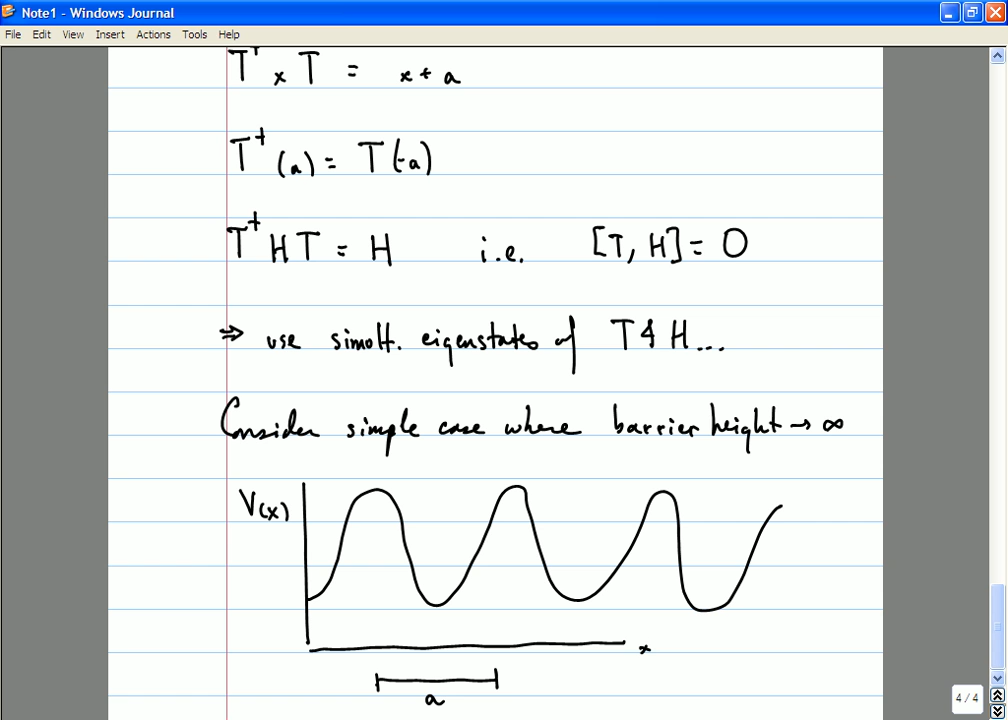 Note1 - Windows Journal
File Edit View Insert Actions Tools Help
T† x T = x + a
T†(a) = T(-a)
T† H T = H i.e. [T, H] = 0
⇒ use simult. eigenstates of T & H...
Consider simple case where barrier height → ∞
V(x)
x
a
4 / 4